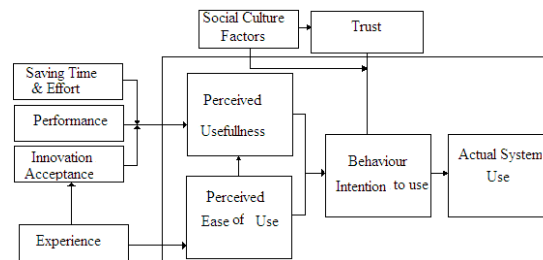 Social Culture
Factors
Trust
Saving Time
& Effort
Performance
Innovation
Acceptance
Experience
Perceived
Usefullness
Perceived
Ease of Use
Behaviour
Intention to use
Actual System
Use